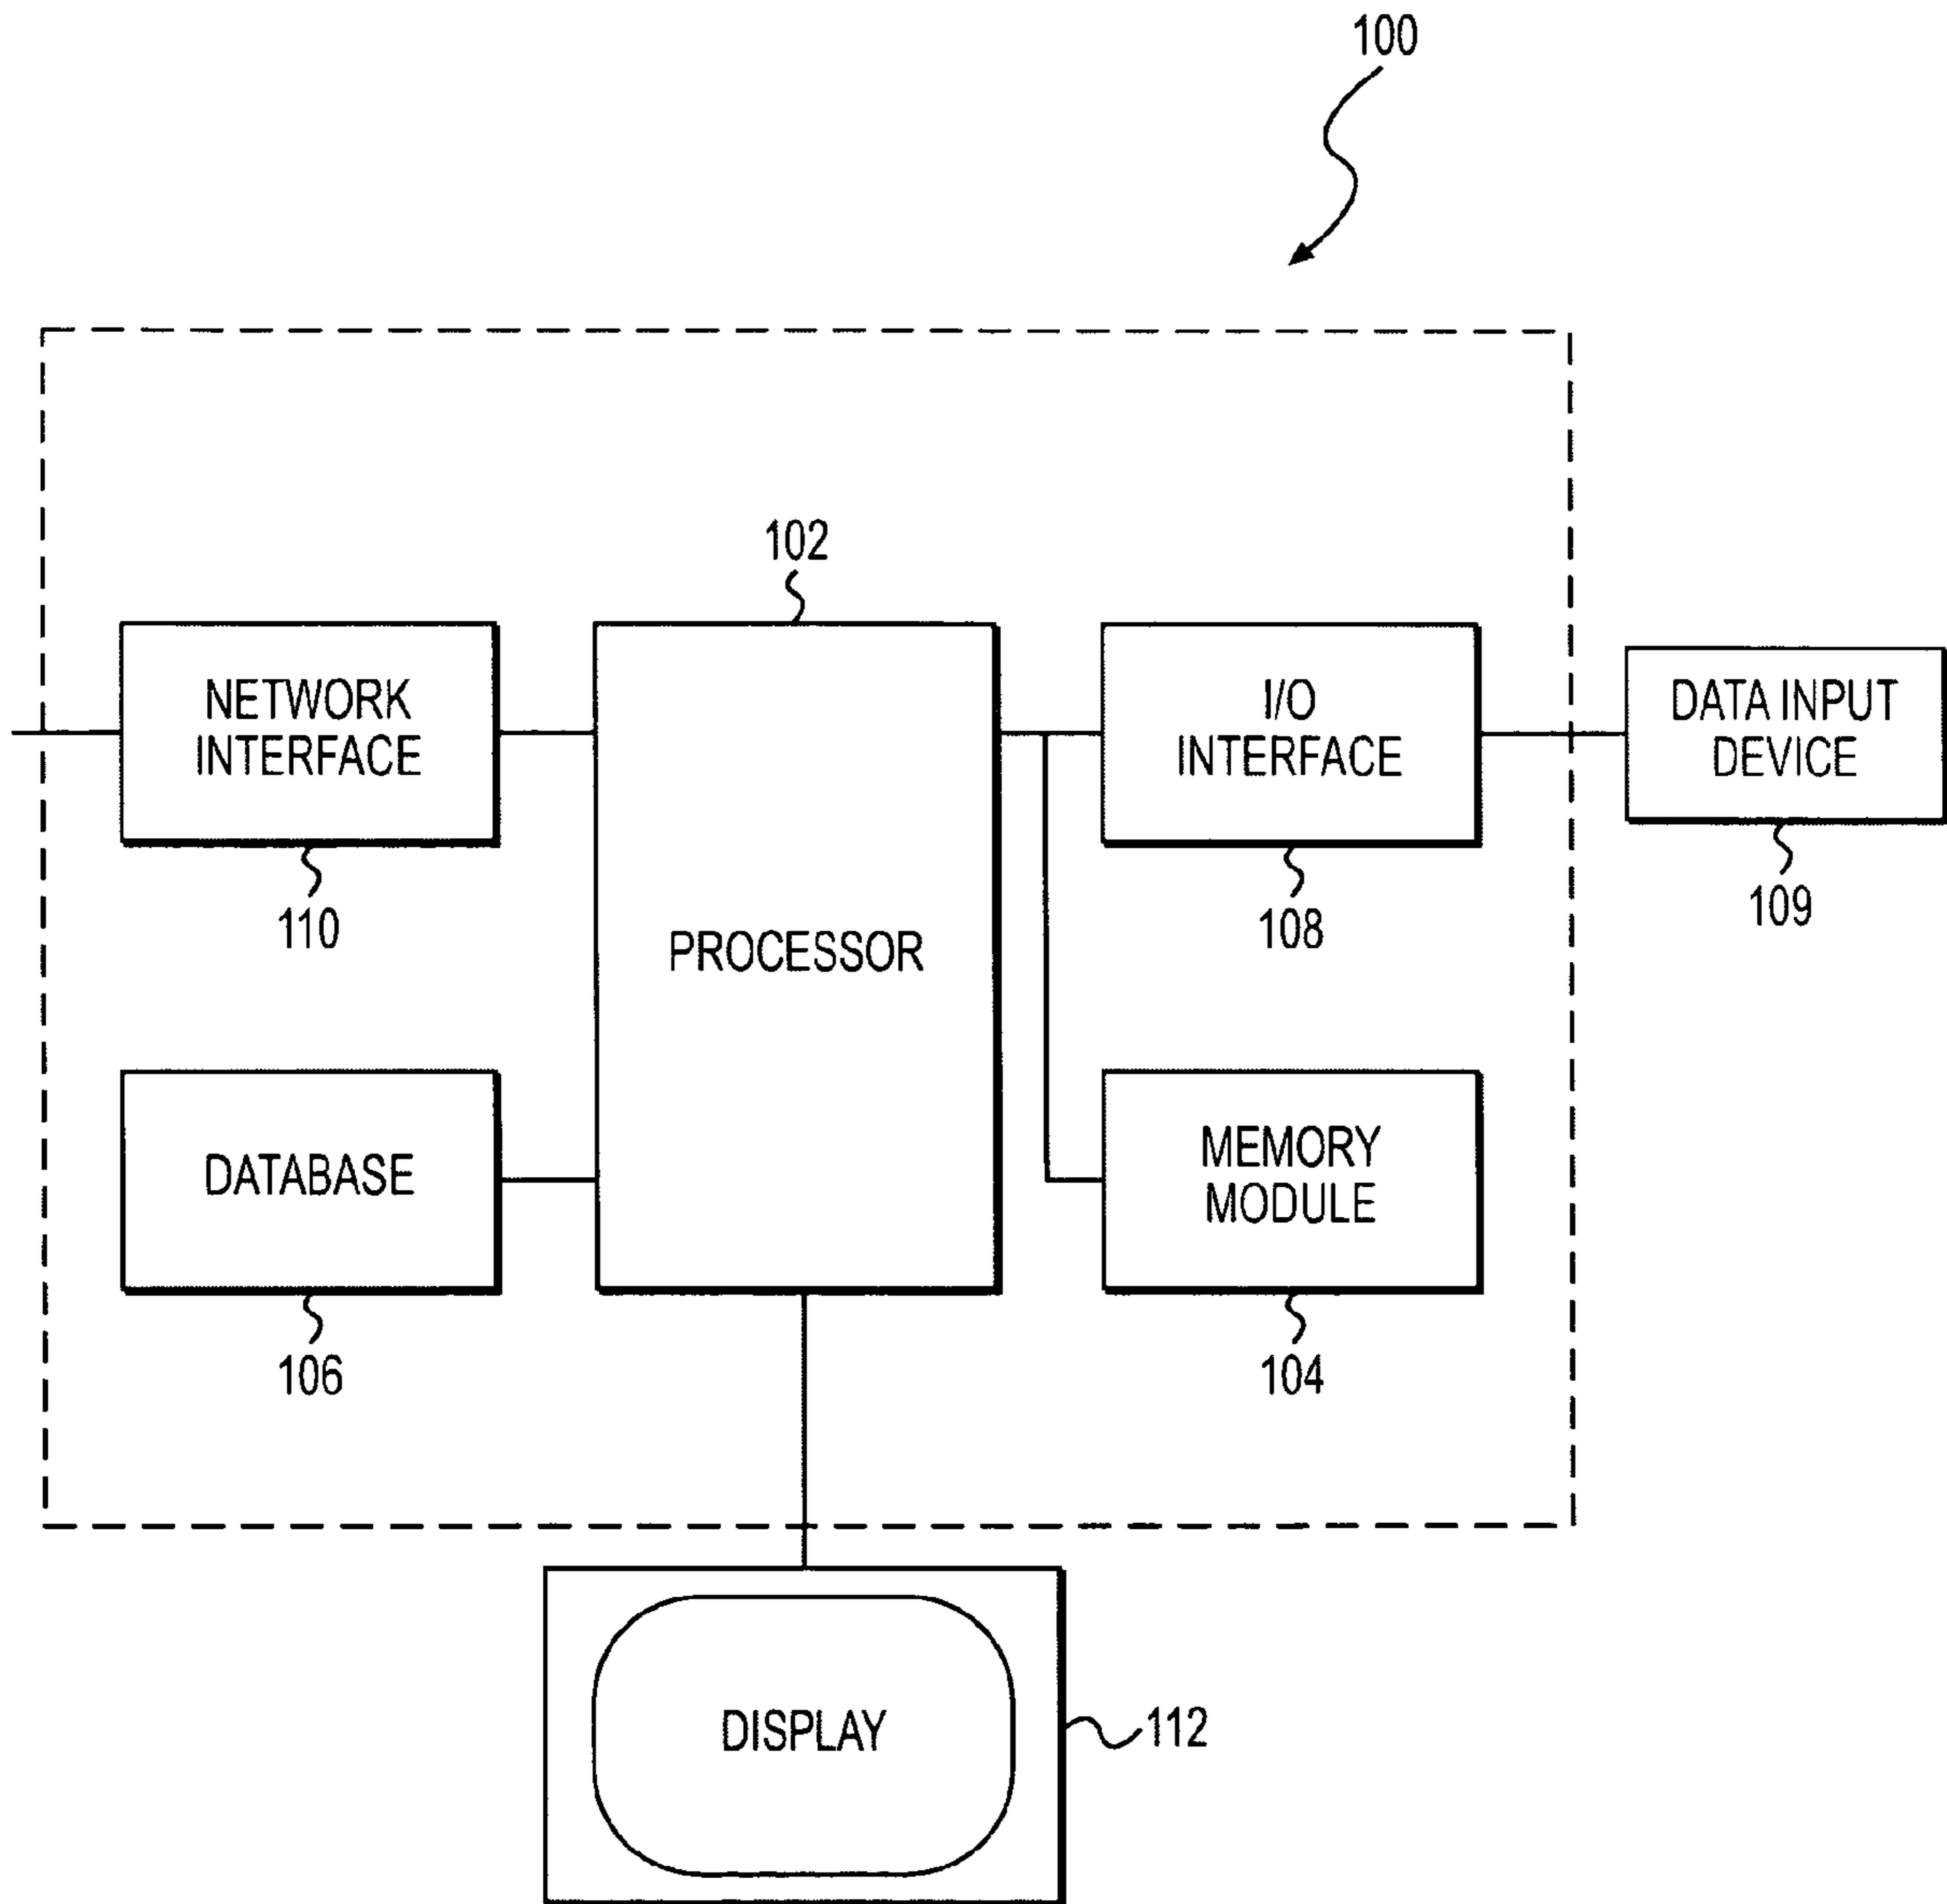 100
102
NETWORK
INTERFACE
110
PROCESSOR
I/O
INTERFACE
108
DATA INPUT
DEVICE
109
DATABASE
106
MEMORY
MODULE
104
DISPLAY
112